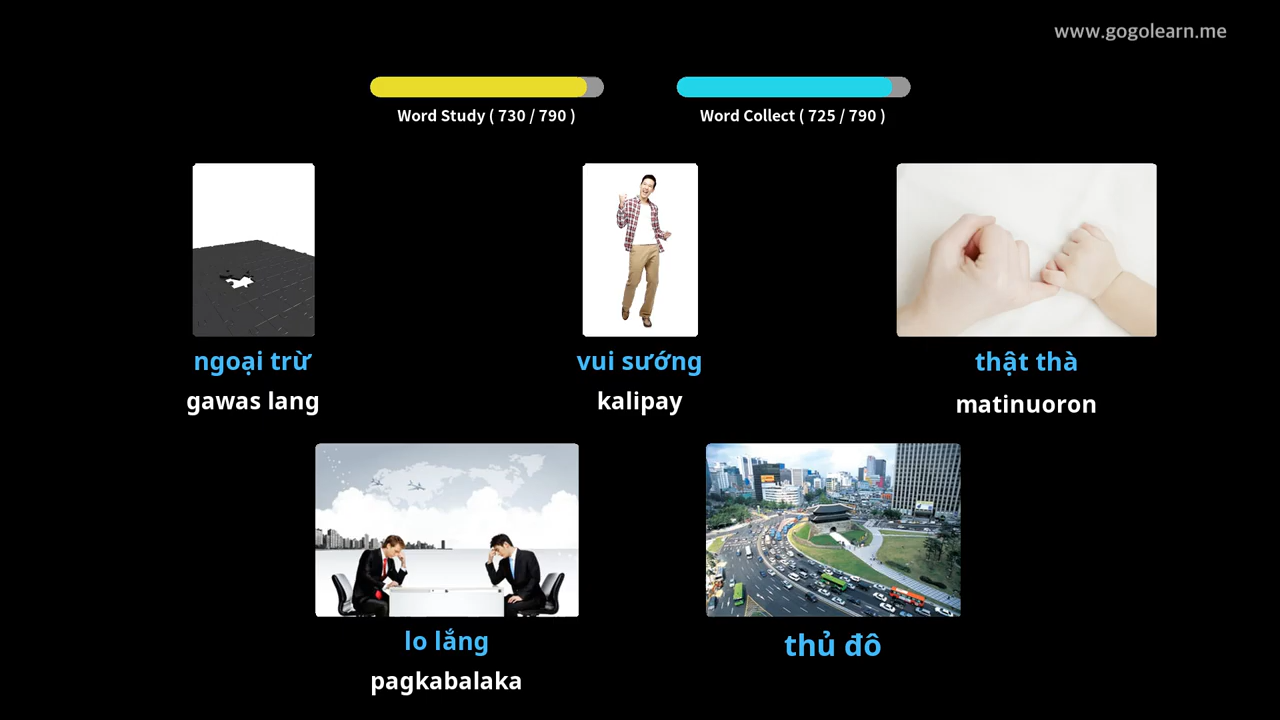 www.gogolearn.me
Word Study ( 730 / 790 )
Word Collect ( 725 / 790 )
ngoại trừ
gawas lang
vui sướng
kalipay
thật thà
matinuoron
lo lắng
pagkabalaka
thủ đô